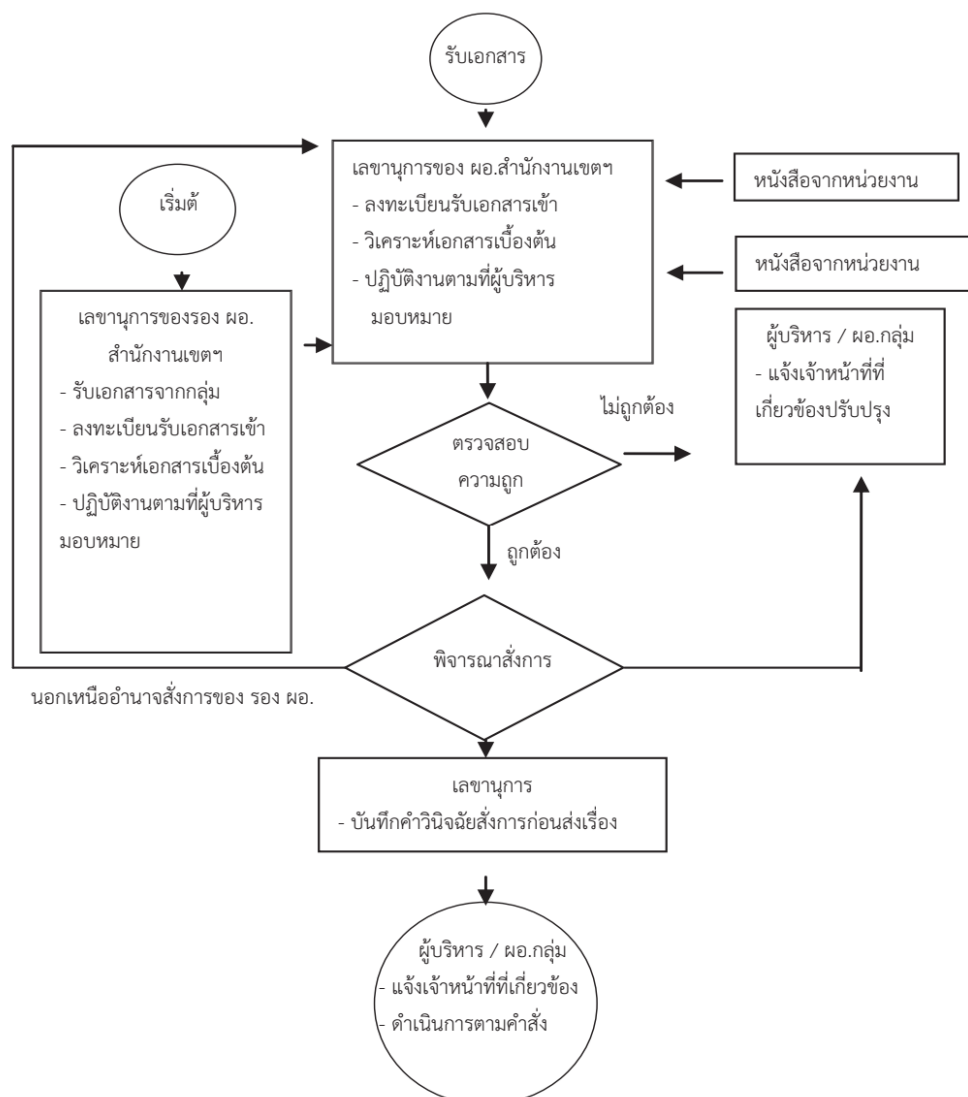 รับเอกสาร
เลขานุการของ ผอ.สำนักงานเขตฯ
- ลงทะเบียนรับเอกสารเข้า
- วิเคราะห์เอกสารเบื้องต้น
- ปฏิบัติงานตามที่ผู้บริหาร
มอบหมาย
หนังสือจากหน่วยงาน
หนังสือจากหน่วยงาน
เริ่มต้
เลขานุการของรอง ผอ.
สำนักงานเขตฯ
- รับเอกสารจากกลุ่ม
- ลงทะเบียนรับเอกสารเข้า
- วิเคราะห์เอกสารเบื้องต้น
- ปฏิบัติงานตามที่ผู้บริหาร
มอบหมาย
ผู้บริหาร / ผอ.กลุ่ม
- แจ้งเจ้าหน้าที่ที่
เกี่ยวข้องปรับปรุง
ไม่ถูกต้อง
ตรวจสอบ
ความถูก
ถูกต้อง
พิจารณาสั่งการ
นอกเหนืออำนาจสั่งการของ รอง ผอ.
เลขานุการ
- บันทึกคำวินิจฉัยสั่งการก่อนส่งเรื่อง
ผู้บริหาร / ผอ.กลุ่ม
- แจ้งเจ้าหน้าที่ที่เกี่ยวข้อง
- ดำเนินการตามคำสั่ง